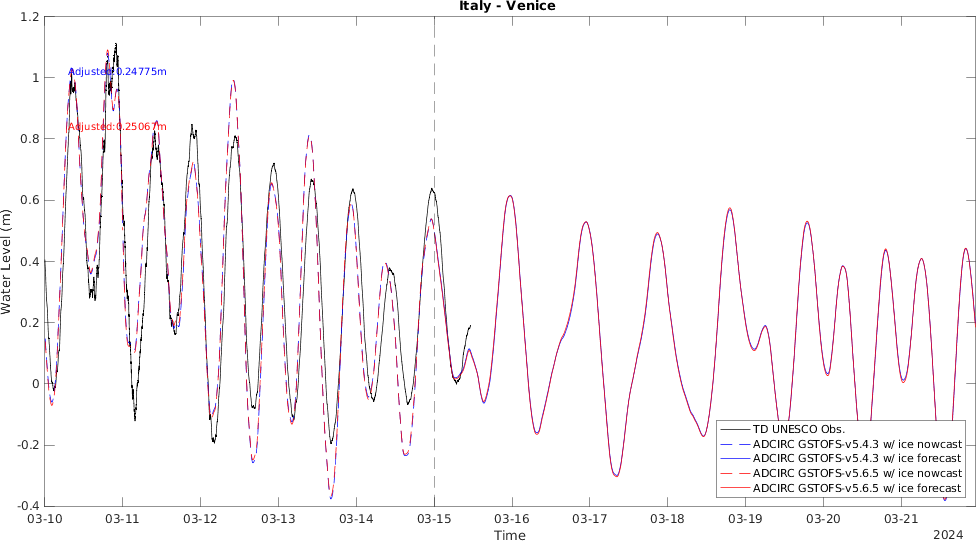 Italy - Venice
1.2
1
0.8
0.6
0.4
0.2
0
-0.2
-0.4
Water Level (m)
Adjusted:0.24775m
Adjusted:0.25067m
TD UNESCO Obs.
ADCIRC GSTOFS-v5.4.3 w/ ice nowcast
ADCIRC GSTOFS-v5.4.3 w/ ice forecast
ADCIRC GSTOFS-v5.6.5 w/ ice nowcast
ADCIRC GSTOFS-v5.6.5 w/ ice forecast
03-10 03-11 03-12 03-13 03-14 03-15 03-16 03-17 03-18 03-19 03-20 03-21
Time
2024